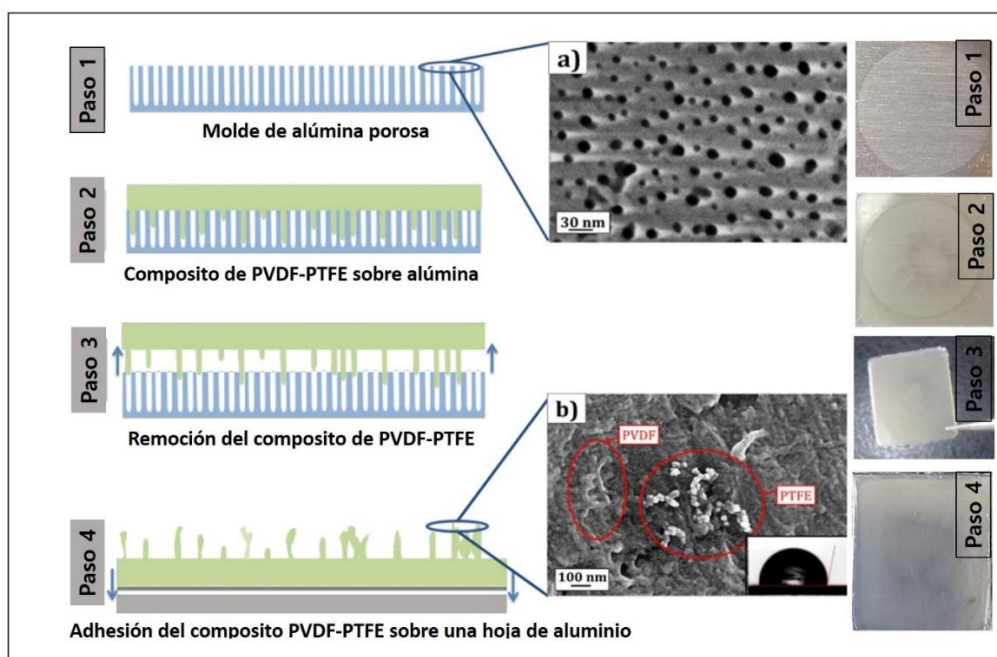 Paso 1
Molde de alúmina porosa
Paso 2
Composito de PVDF-PTFE sobre alúmina
Paso 3
Remoción del composito de PVDF-PTFE
Paso 4
Adhesión del composito PVDF-PTFE sobre una hoja de aluminio
a)
30 nm
b)
PVDF
PTFE
100 nm
Paso 1
Paso 2
Paso 3
Paso 4